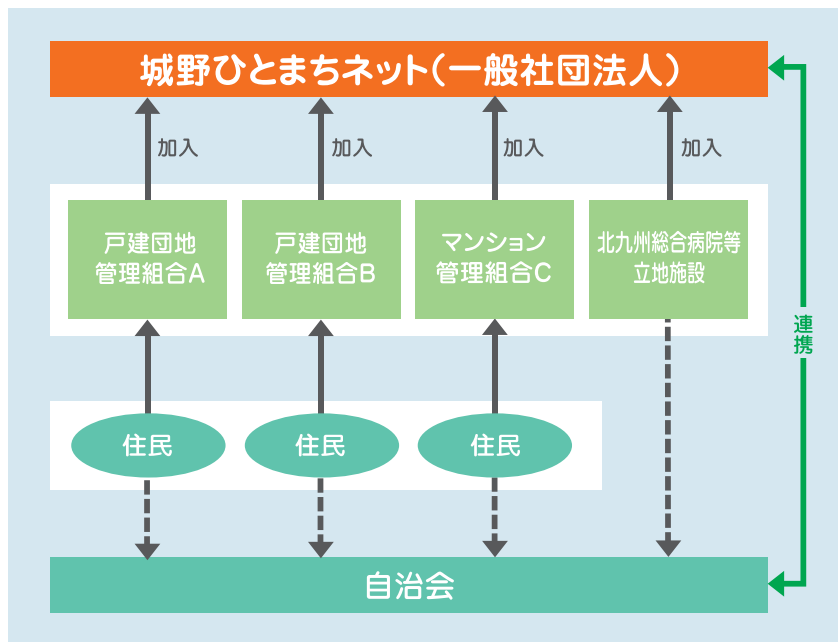 城野ひとまちネット(一般社団法人)
加入
加入
加入
加入
戸建団地
管理組合A
戸建団地
管理組合B
マンション
管理組合C
北九州総合病院等
立地施設
連携
住民
住民
住民
自治会